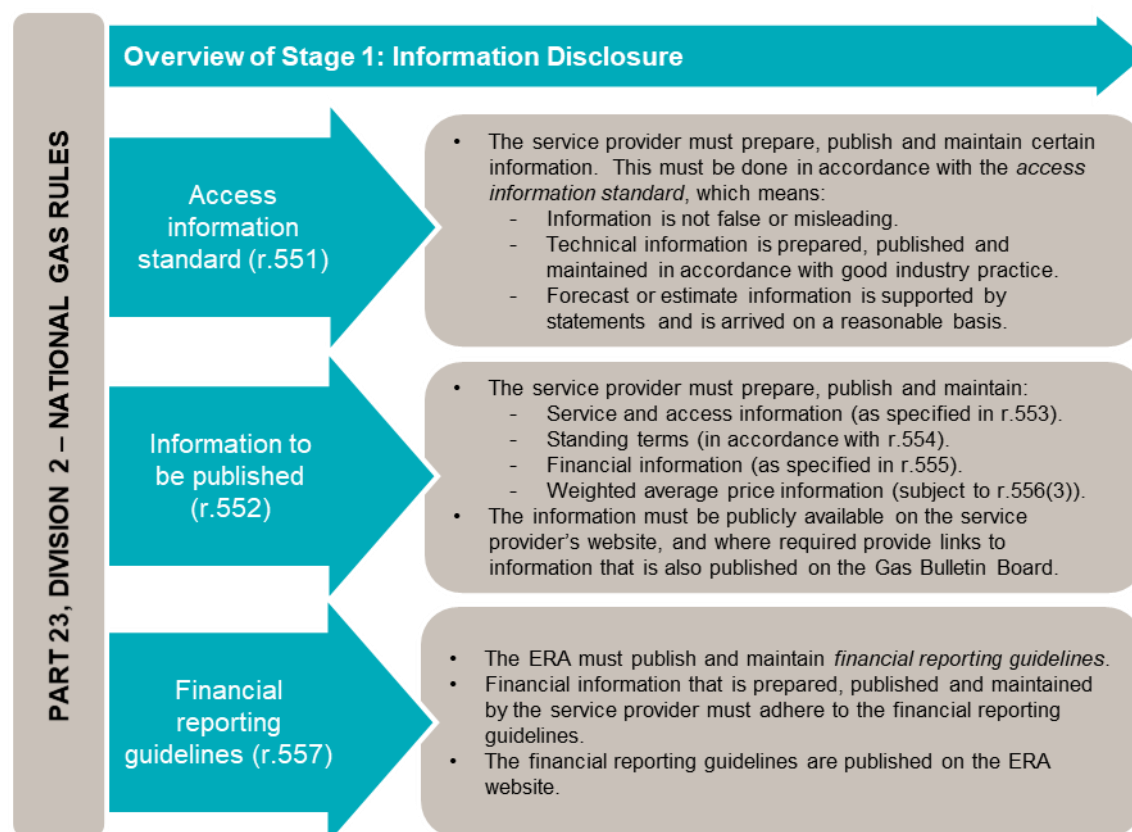 Overview of Stage 1: Information Disclosure
PART 23, DIVISION 2 – NATIONAL GAS RULES
Access
information
standard (r.551)
• The service provider must prepare, publish and maintain certain
information. This must be done in accordance with the access
information standard, which means:
- Information is not false or misleading.
- Technical information is prepared, published and
maintained in accordance with good industry practice.
- Forecast or estimate information is supported by
statements and is arrived on a reasonable basis.
Information to
be published
(r.552)
• The service provider must prepare, publish and maintain:
- Service and access information (as specified in r.553).
- Standing terms (in accordance with r.554).
- Financial information (as specified in r.555).
- Weighted average price information (subject to r.556(3)).
• The information must be publicly available on the service
provider's website, and where required provide links to
information that is also published on the Gas Bulletin Board.
Financial
reporting
guidelines (r.557)
• The ERA must publish and maintain financial reporting guidelines.
• Financial information that is prepared, published and maintained
by the service provider must adhere to the financial reporting
guidelines.
• The financial reporting guidelines are published on the ERA
website.